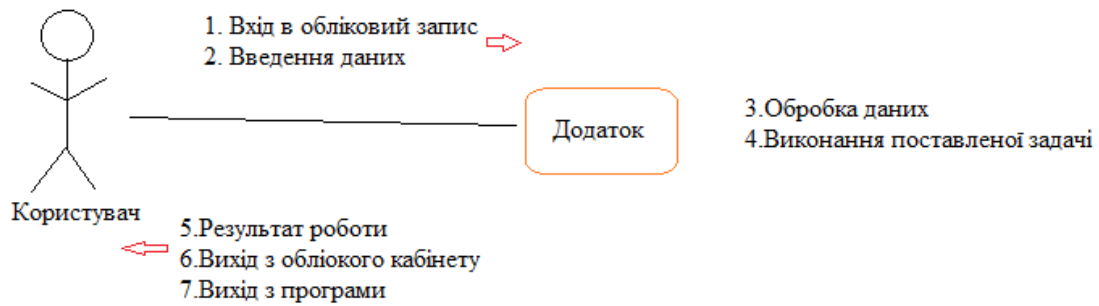 1. Вхід в обліковий запис
2. Введення даних
Додаток
3.Обробка даних
4.Виконання поставленої задачі
Користувач
5.Результат роботи
6.Вихід з обліокого кабінету
7.Вихід з програми